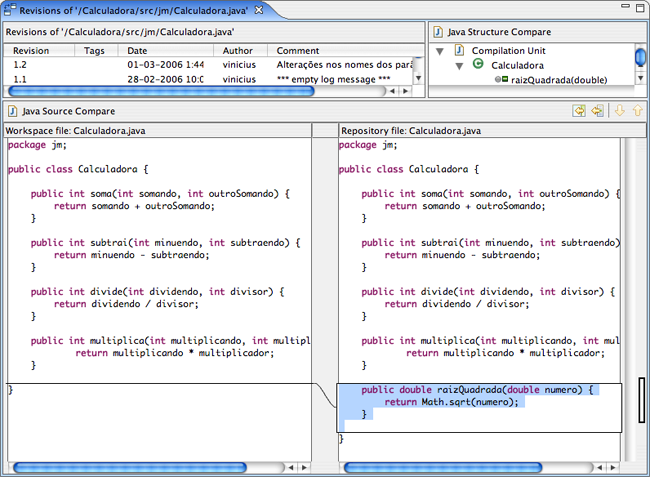 Revisions of '/Calculadora/src/jm/Calculadora.java'
Revisions of '/Calculadora/src/jm/Calculadora.java'
Revision Tags Date Author Comment
1.2 01-03-2006 1:44 vinicius Alterações nos nomes dos parâ
1.1 28-02-2006 10:0 vinicius *** empty log message ***
Java Structure Compare
Compilation Unit
Calculadora
raizQuadrada(double)
Java Source Compare
Workspace file: Calculadora.java
package jm;
public class Calculadora {
public int soma(int somando, int outroSomando) {
return somando + outroSomando;
}
public int subtrai(int minuendo, int subtraendo) {
return minuendo - subtraendo;
}
public int divide(int dividendo, int divisor) {
return dividendo / divisor;
}
public int multiplica(int multiplicando, int multipl
return multiplicando * multiplicador;
}
}
Repository file: Calculadora.java
package jm;
public class Calculadora {
public int soma(int somando, int outroSomando) {
return somando + outroSomando;
}
public int subtrai(int minuendo, int subtraendo)
return minuendo - subtraendo;
}
public int divide(int dividendo, int divisor) {
return dividendo / divisor;
}
public int multiplica(int multiplicando, int mul
return multiplicando * multiplicador;
}
public double raizQuadrada(double numero) {
return Math.sqrt(numero);
}
}